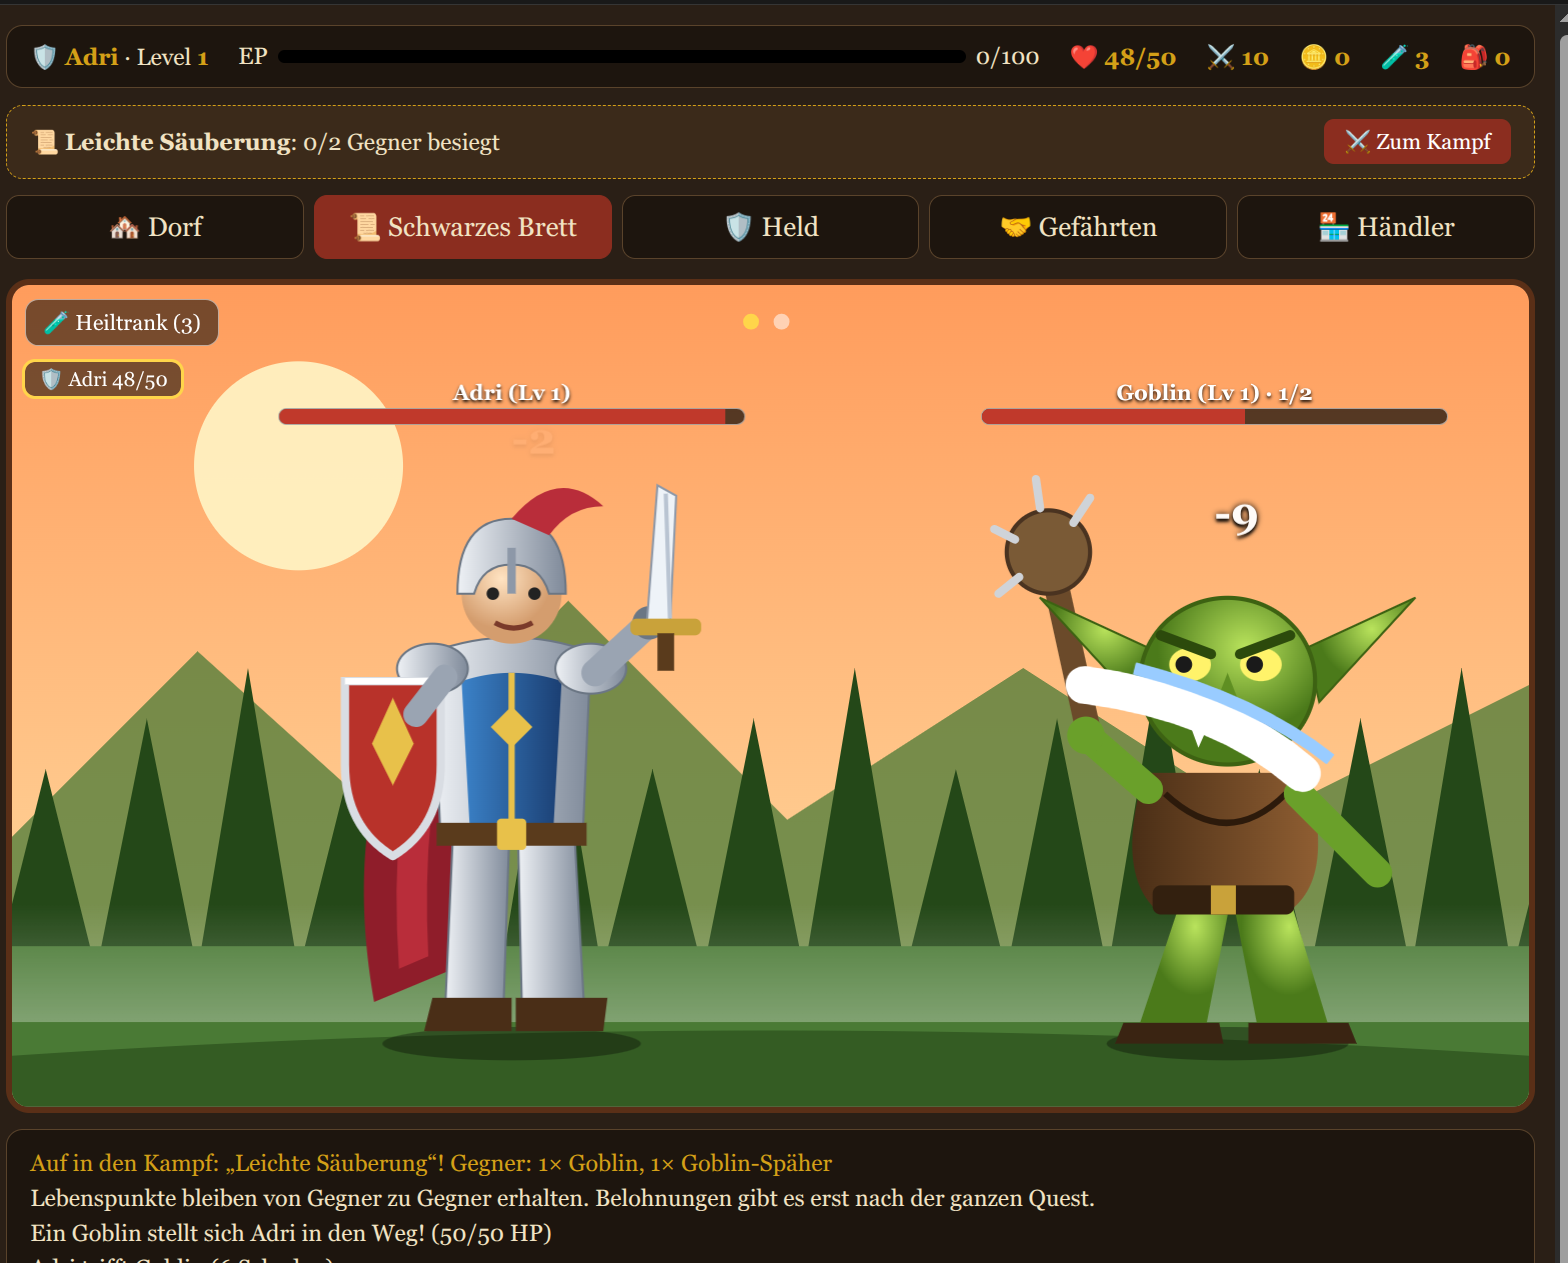 Adri · Level 1 EP 0/100 48/50 10 0 3 0
Leichte Säuberung: 0/2 Gegner besiegt
Zum Kampf
Dorf
Schwarzes Brett
Held
Gefährten
24
Händler
Heiltrank (3)
Adri 48/50
Adri (Lv 1)
-2
Goblin (Lv 1) · 1/2
-9
Auf in den Kampf: „Leichte Säuberung“! Gegner: 1× Goblin, 1× Goblin-Späher
Lebenspunkte bleiben von Gegner zu Gegner erhalten. Belohnungen gibt es erst nach der ganzen Quest.
Ein Goblin stellt sich Adri in den Weg! (50/50 HP)